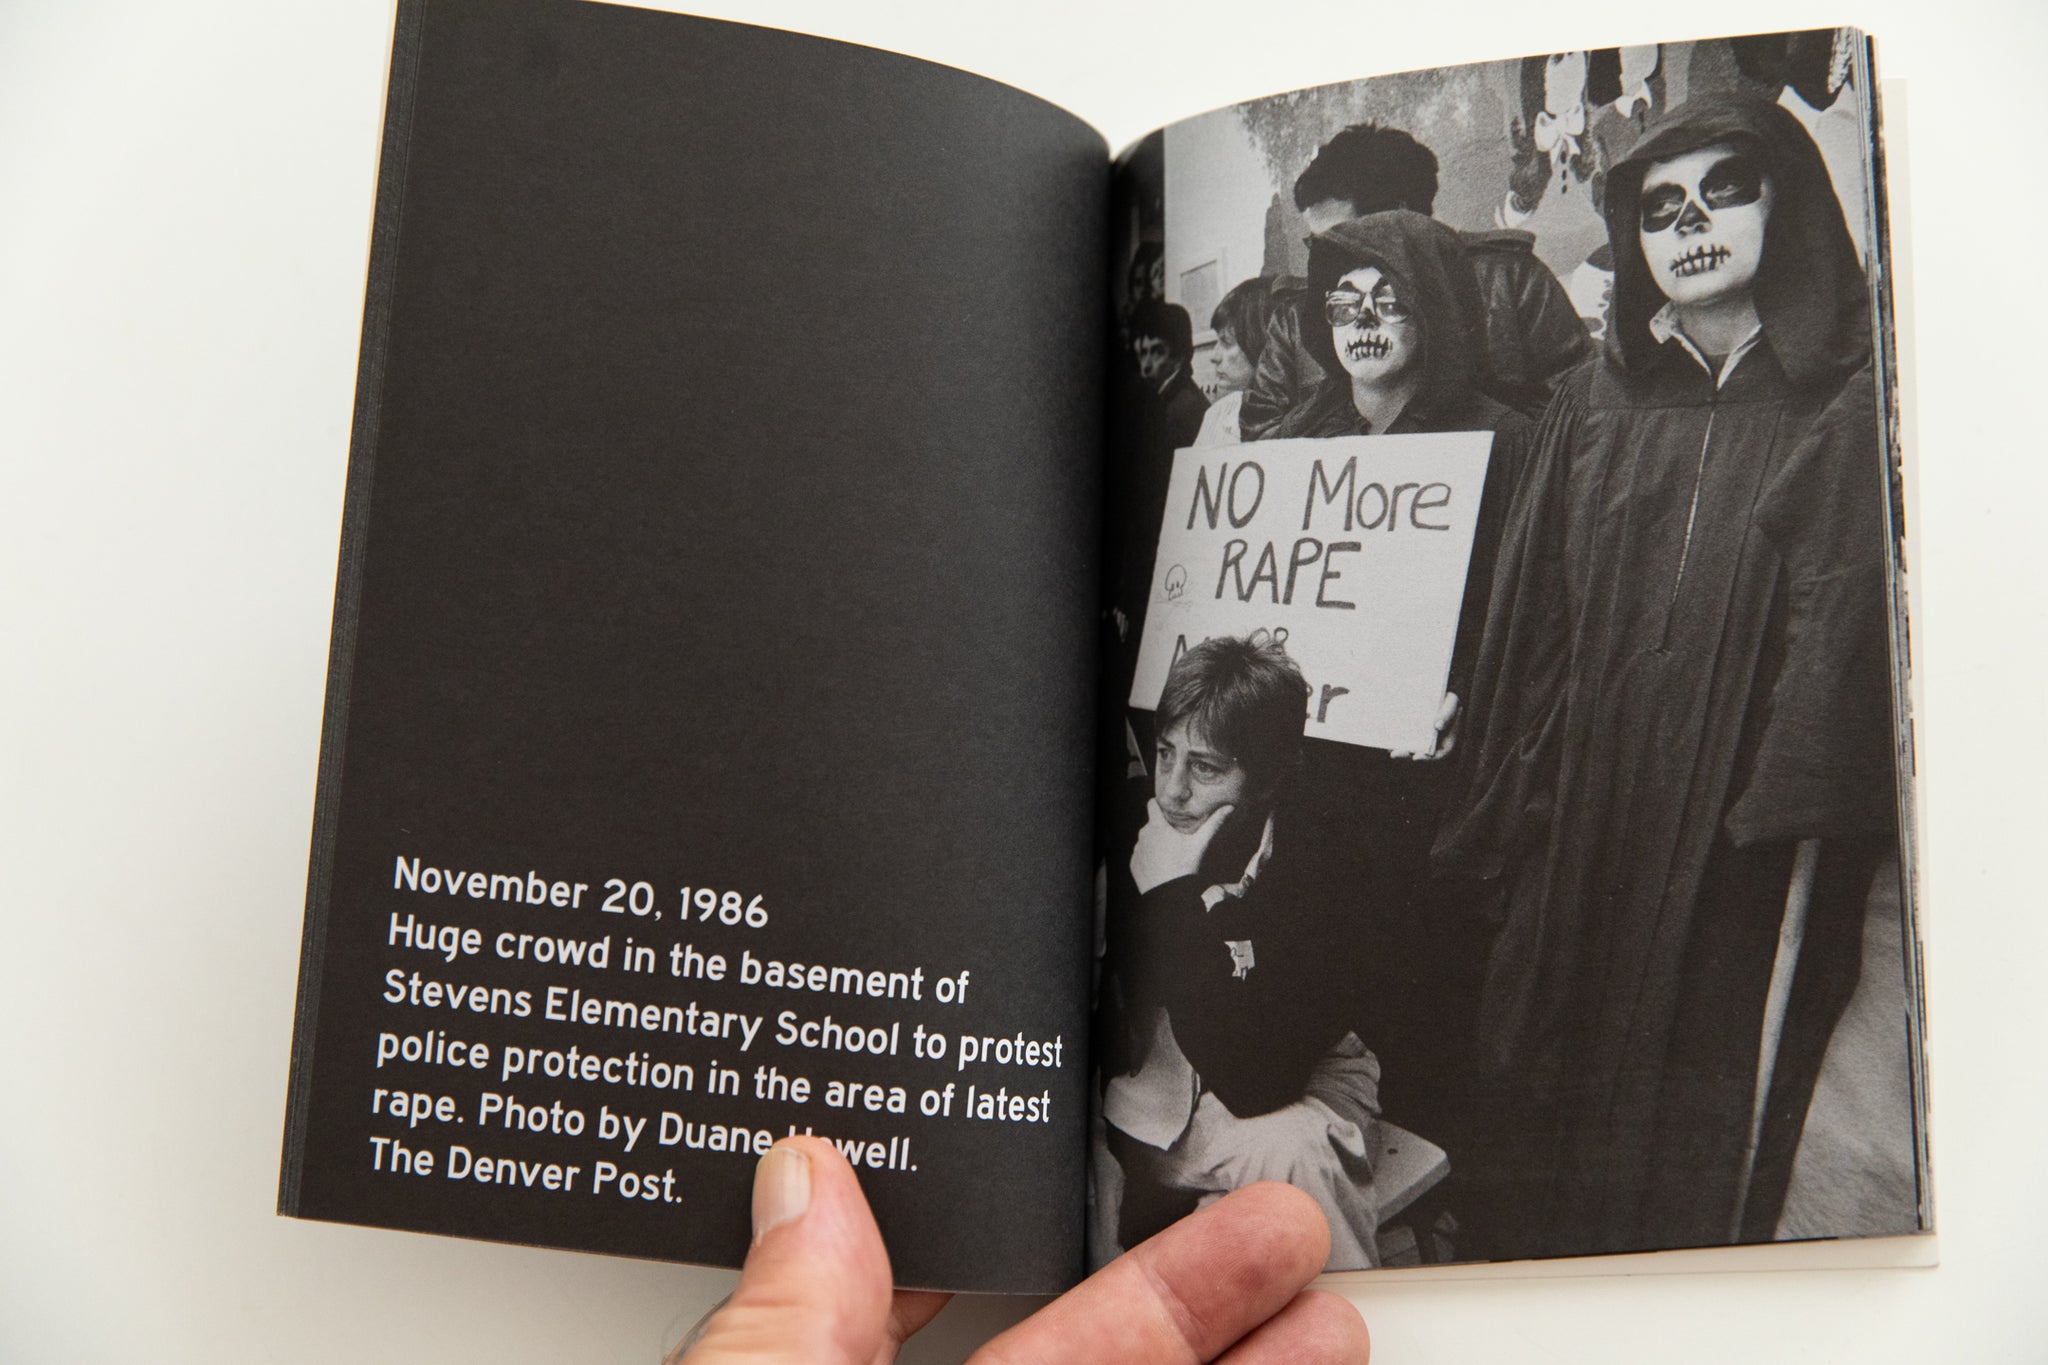 November 20, 1986
Huge crowd in the basement of
Stevens Elementary School to protest
police protection in the area of latest
rape. Photo by Duane Howell.
The Denver Post.
NO More
RAPE